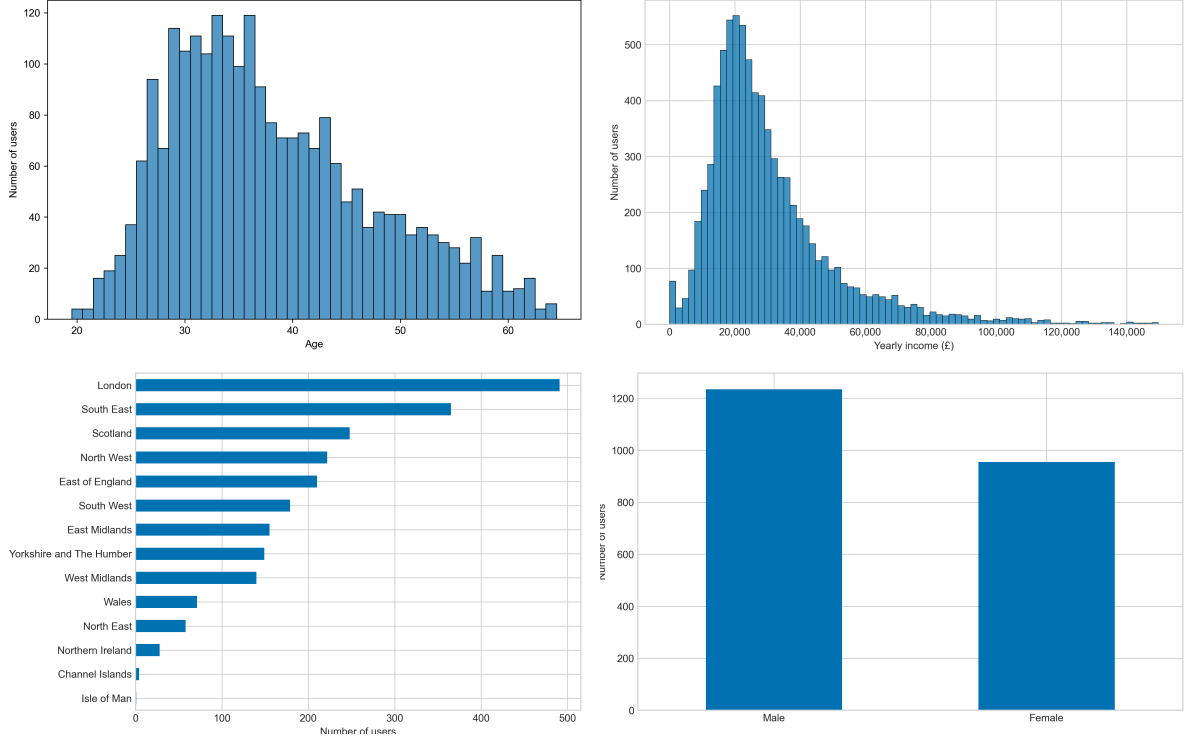 120
100
80
60
40
20
0
Number of users
20
30
40
50
60
Age
500
400
300
200
100
0
Number of users
0
20,000
40,000
60,000
80,000
100,000
120,000
140,000
Yearly income (£)
London
South East
Scotland
North West
East of England
South West
East Midlands
Yorkshire and The Humber
West Midlands
Wales
North East
Northern Ireland
Channel Islands
Isle of Man
0
100
200
300
400
500
Number of users
1200
1000
800
600
400
200
0
Number of users
Male
Female